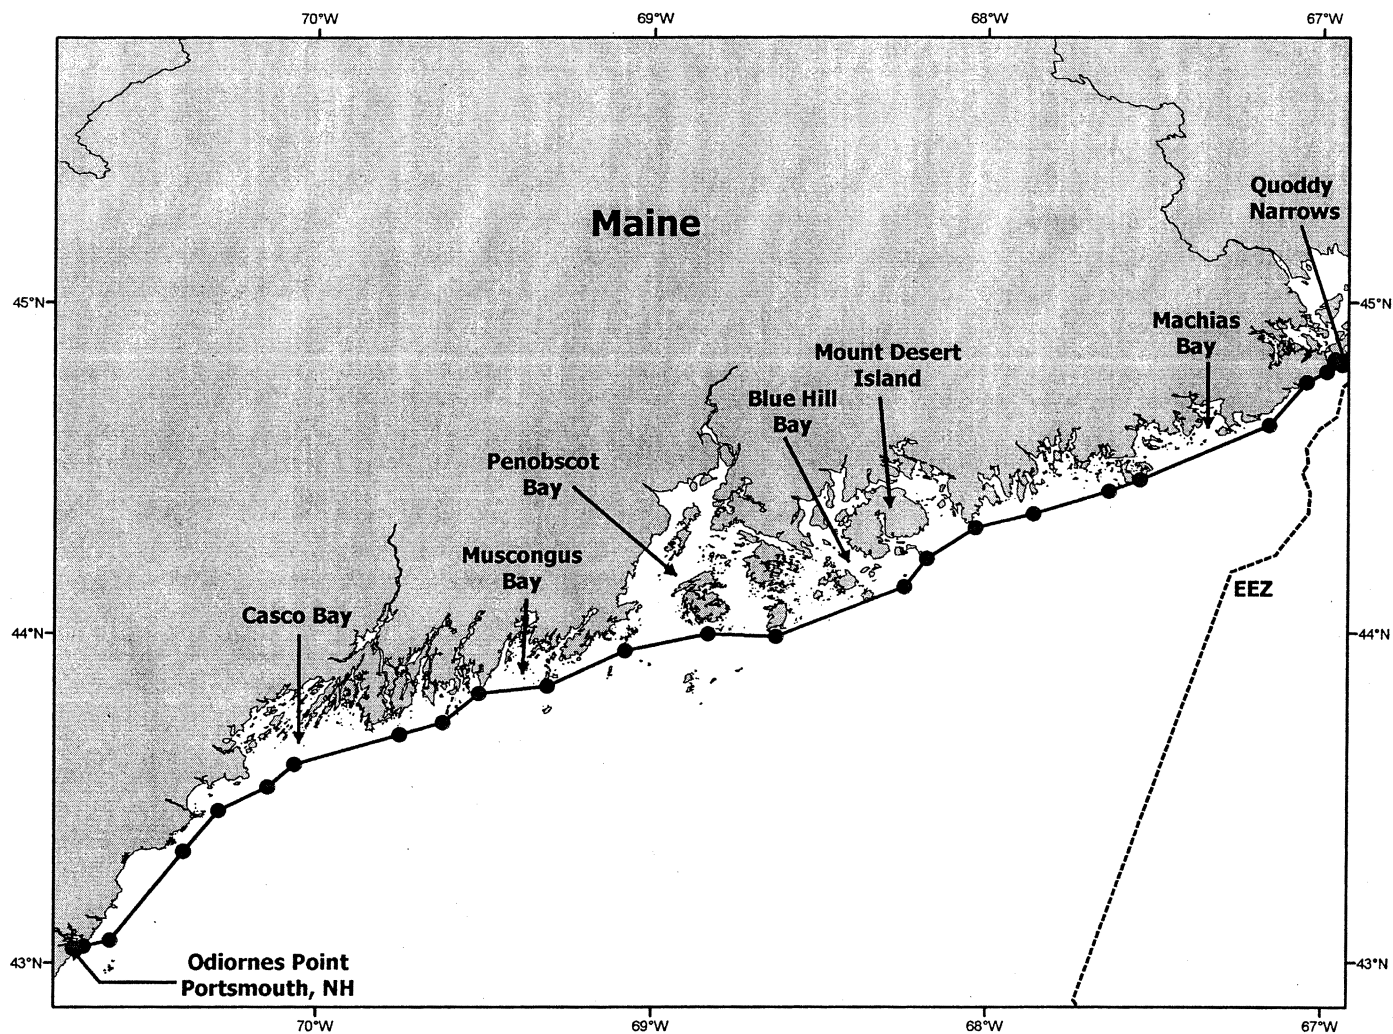 70°W
69°W
68°W
67°W
Quoddy
Narrows
Maine
45°N
45°N
Machias
Bay
Mount Desert
Island
Blue Hill
Bay
Penobscot
Bay
Muscongus
Bay
EEZ
Casco Bay
44°N
44°N
43°N
43°N
Odiornes Point
Portsmouth, NH
70°W
69°W
68°W
67°W